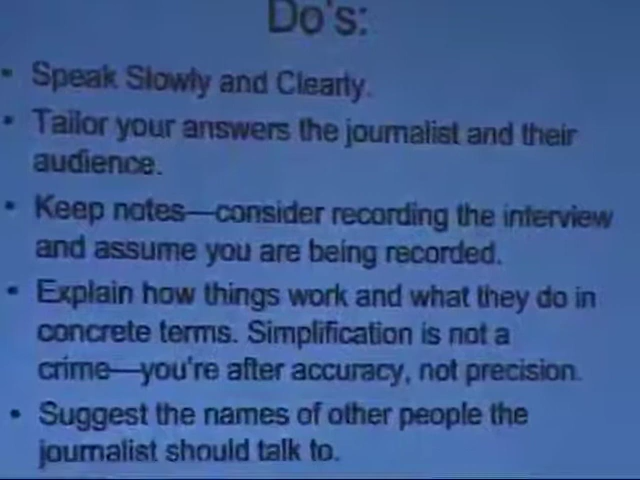 Do's:
• Speak Slowly and Clearly.
• Tailor your answers the journalist and their
audience.
• Keep notes—consider recording the interview
and assume you are being recorded.
• Explain how things work and what they do in
concrete terms. Simplification is not a
crime—you're after accuracy, not precision.
• Suggest the names of other people the
journalist should talk to.